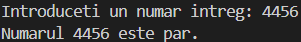 Introduceti un numar intreg: 4456
Numarul 4456 este par.